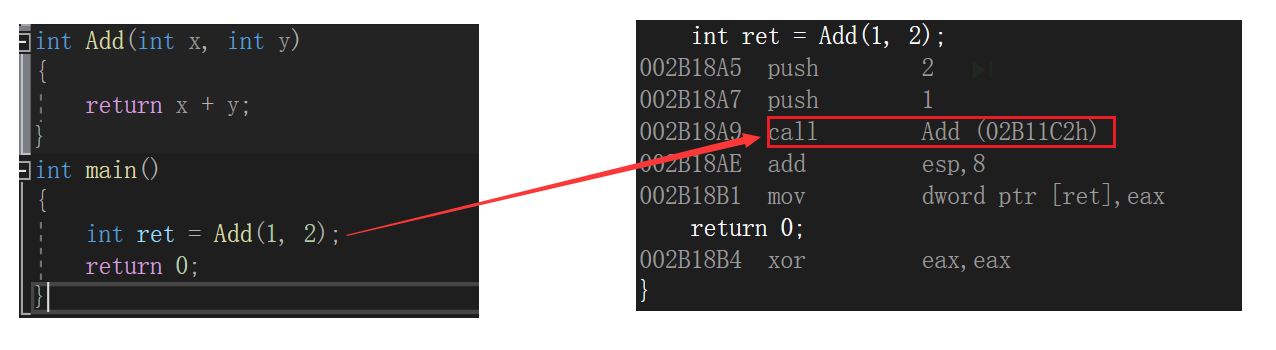 int Add(int x, int y)
{
return x + y;
}
int main()
{
int ret = Add(1, 2);
return 0;
}
int ret = Add(1, 2);
002B18A5 push 2
002B18A7 push 1
002B18A9 call Add (02B11C2h)
002B18AE add esp,8
002B18B1 mov dword ptr [ret],eax
return 0;
002B18B4 xor eax,eax
}